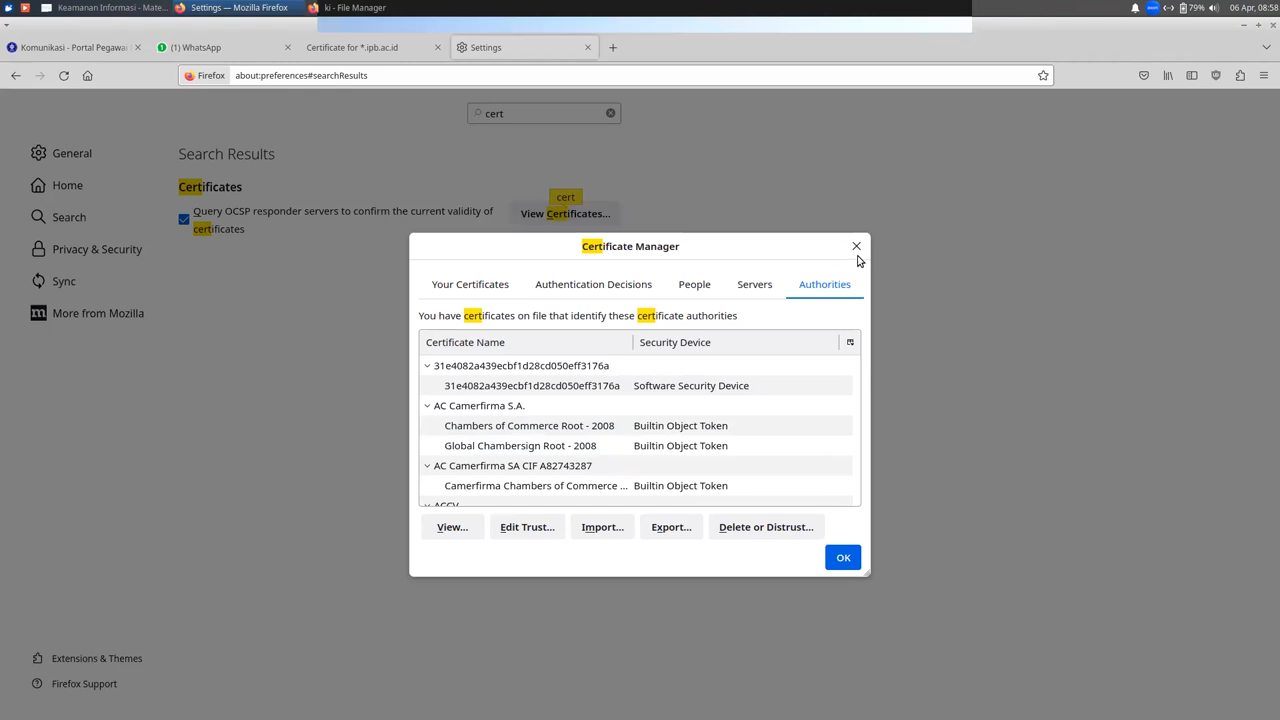 Keamanan Informasi - Mate...
Settings — Mozilla Firefox
ki - File Manager
79%
06 Apr, 08:58
Komunikasi - Portal Pegawai
(1) WhatsApp
Certificate for *.ipb.ac.id
Settings
Firefox
about:preferences#searchResults
cert
General
Home
Search
Privacy & Security
Sync
More from Mozilla
Search Results
Certificates
Query OCSP responder servers to confirm the current validity of
certificates
cert
View Certificates...
Certificate Manager
Your Certificates
Authentication Decisions
People
Servers
Authorities
You have certificates on file that identify these certificate authorities
Certificate Name
Security Device
31e4082a439ecbf1d28cd050eff3176a
31e4082a439ecbf1d28cd050eff3176a
Software Security Device
AC Camerfirma S.A.
Chambers of Commerce Root - 2008
Builtin Object Token
Global Chambersign Root - 2008
Builtin Object Token
AC Camerfirma SA CIF A82743287
Camerfirma Chambers of Commerce ...
Builtin Object Token
ACCV
View...
Edit Trust...
Import...
Export...
Delete or Distrust...
OK
Extensions & Themes
Firefox Support